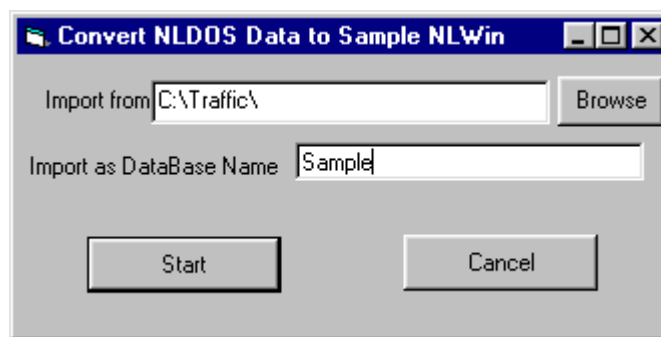 Convert NLDOS Data to Sample NLWin
Import from C:\Traffic\ Browse
Import as DataBase Name Sample
Start Cancel